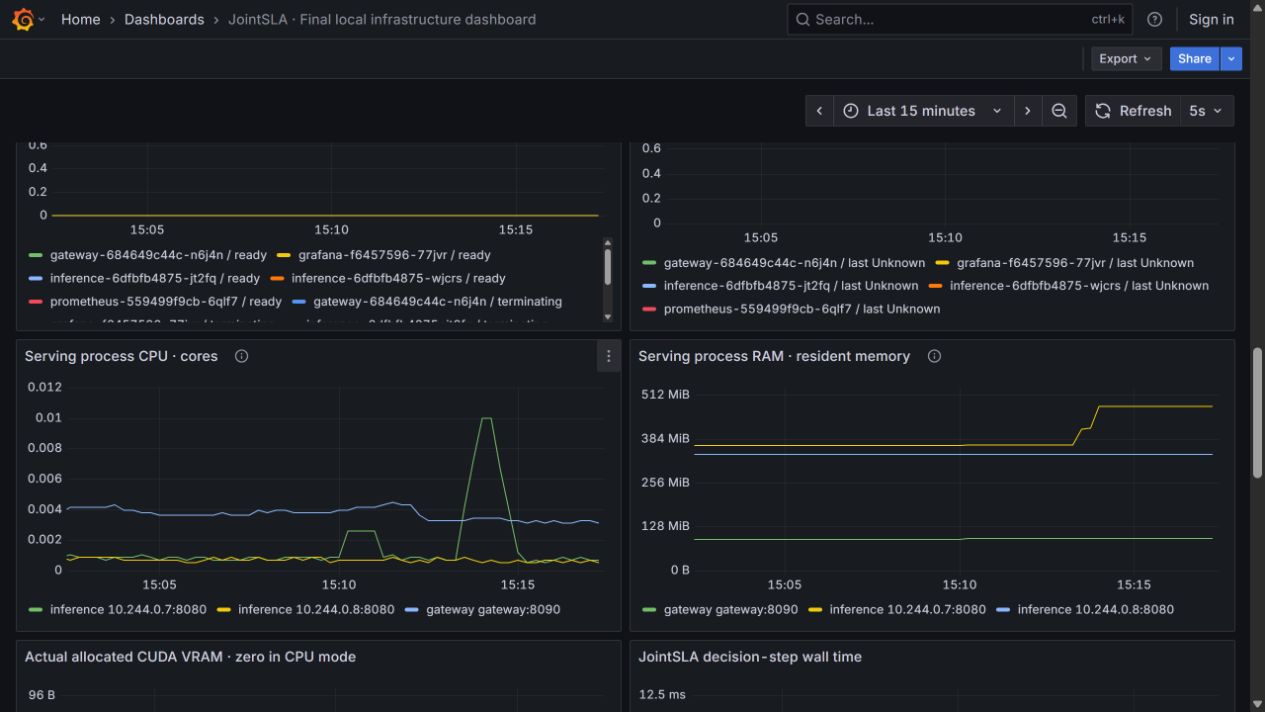 Home › Dashboards › JointSLA · Final local infrastructure dashboard
Search... ctrl+k
Sign in
Export
Share
Last 15 minutes
Refresh 5s
0.6
0.4
0.2
0
15:05 15:10 15:15
gateway-684649c44c-n6j4n / ready grafana-f6457596-77jvr / ready
inference-6dfbfb4875-jt2fq / ready inference-6dfbfb4875-wjcrs / ready
prometheus-559499f9cb-6qlf7 / ready gateway-684649c44c-n6j4n / terminating
0.6
0.4
0.2
0
15:05 15:10 15:15
gateway-684649c44c-n6j4n / last Unknown grafana-f6457596-77jvr / last Unknown
inference-6dfbfb4875-jt2fq / last Unknown inference-6dfbfb4875-wjcrs / last Unknown
prometheus-559499f9cb-6qlf7 / last Unknown
Serving process CPU · cores
0.012
0.01
0.008
0.006
0.004
0.002
0
15:05 15:10 15:15
inference 10.244.0.7:8080 inference 10.244.0.8:8080 gateway gateway:8090
Serving process RAM · resident memory
512 MiB
384 MiB
256 MiB
128 MiB
0 B
15:05 15:10 15:15
gateway gateway:8090 inference 10.244.0.7:8080 inference 10.244.0.8:8080
Actual allocated CUDA VRAM · zero in CPU mode
96 B
JointSLA decision-step wall time
12.5 ms